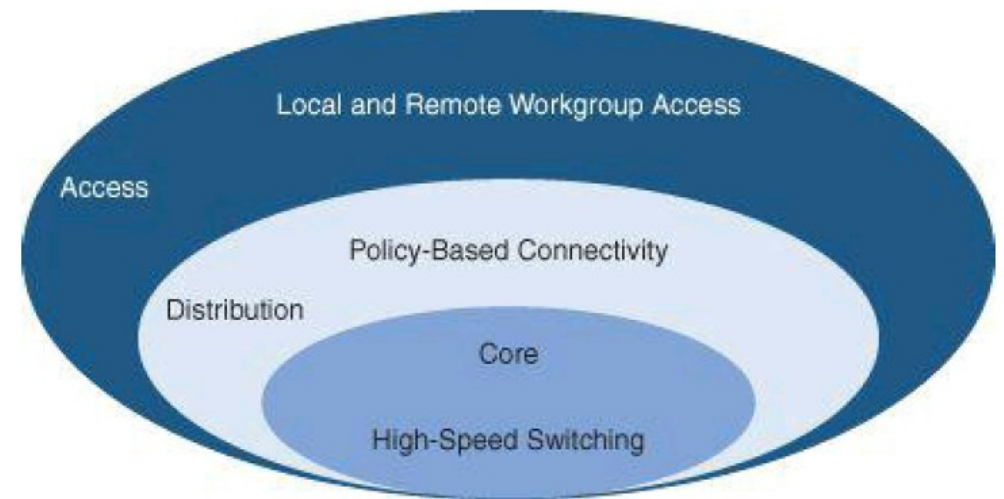 Local and Remote Workgroup Access
Access
Policy-Based Connectivity
Distribution
Core
High-Speed Switching